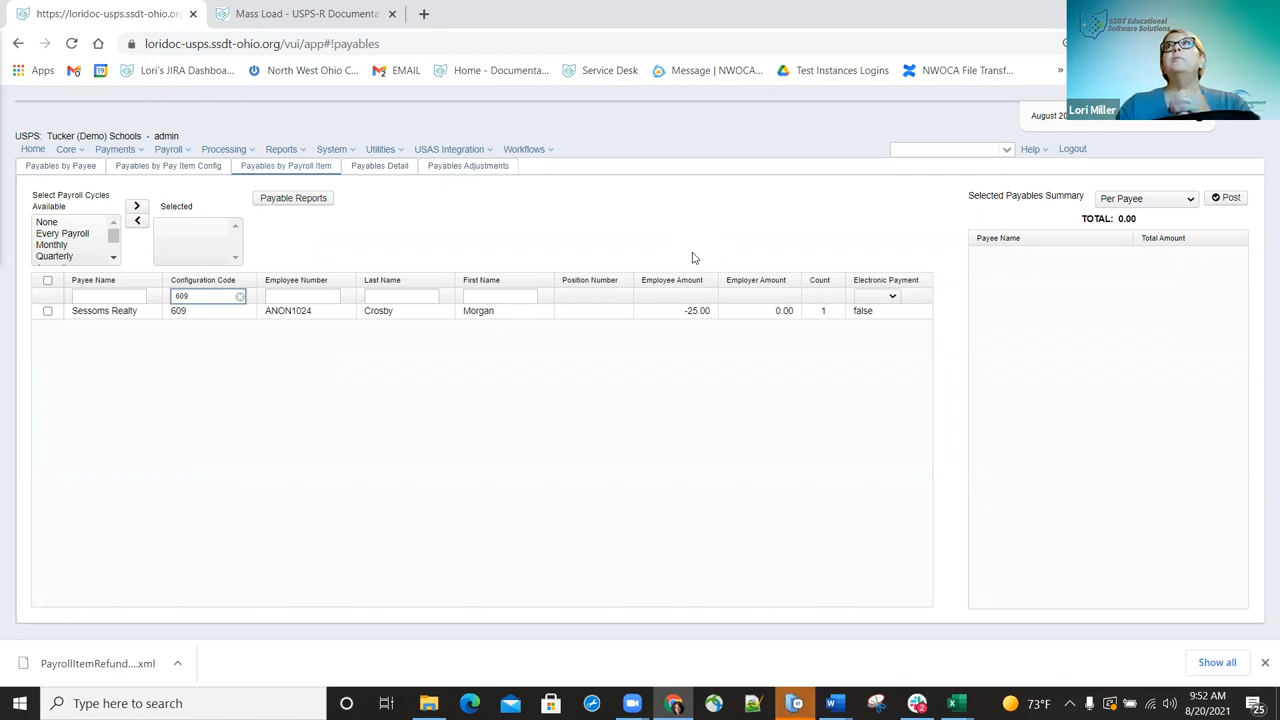 https://loridoc-usps.ssdt-ohio.org/
Mass Load - USPS-R Documenta
loridoc-usps.ssdt-ohio.org/vui/app#!payables
Apps
Lori's JIRA Dashboa...
North West Ohio C...
EMAIL
Home - Documenta...
Service Desk
Message | NWOCA...
Test Instances Logins
NWOCA File Transf...
»
SSDT Educational
Software Solutions
Lori Miller
August 20
USPS: Tucker (Demo) Schools - admin
Home Core Payments Payroll Processing Reports System Utilities USAS Integration Workflows Help Logout
Payables by Payee Payables by Pay Item Config Payables by Payroll Item Payables Detail Payables Adjustments
Select Payroll Cycles
Available Selected
None
Every Payroll
Monthly
Quarterly
Payable Reports
Selected Payables Summary Per Payee Post
TOTAL: 0.00
Payee Name Total Amount
Payee Name Configuration Code Employee Number Last Name First Name Position Number Employee Amount Employer Amount Count Electronic Payment
609
Sessoms Realty 609 ANON1024 Crosby Morgan -25.00 0.00 1 false
PayrollItemRefund....xml
Show all
Type here to search
73°F
9:52 AM
8/20/2021
25